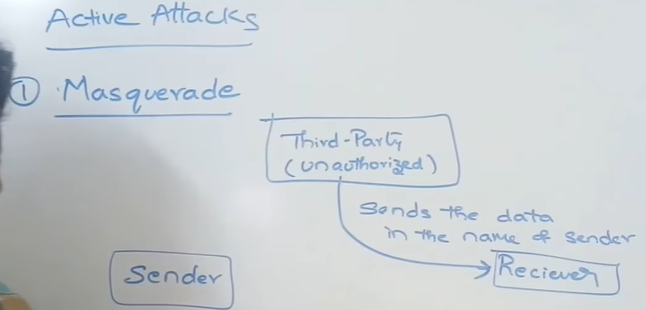 Active Attacks
① Masquerade
Third-Party
(unauthorized)
Sends the data
in the name of sender
Reciever
Sender